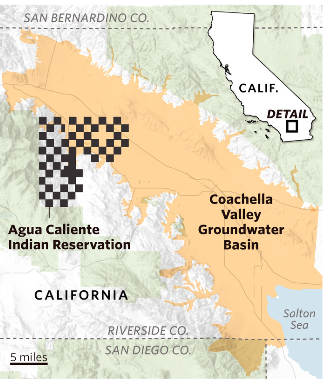 SAN BERNARDINO CO.
CALIF.
DETAIL
Coachella
Valley
Groundwater
Basin
Agua Caliente
Indian Reservation
CALIFORNIA
Salton
Sea
RIVERSIDE CO.
SAN DIEGO CO.
5 miles